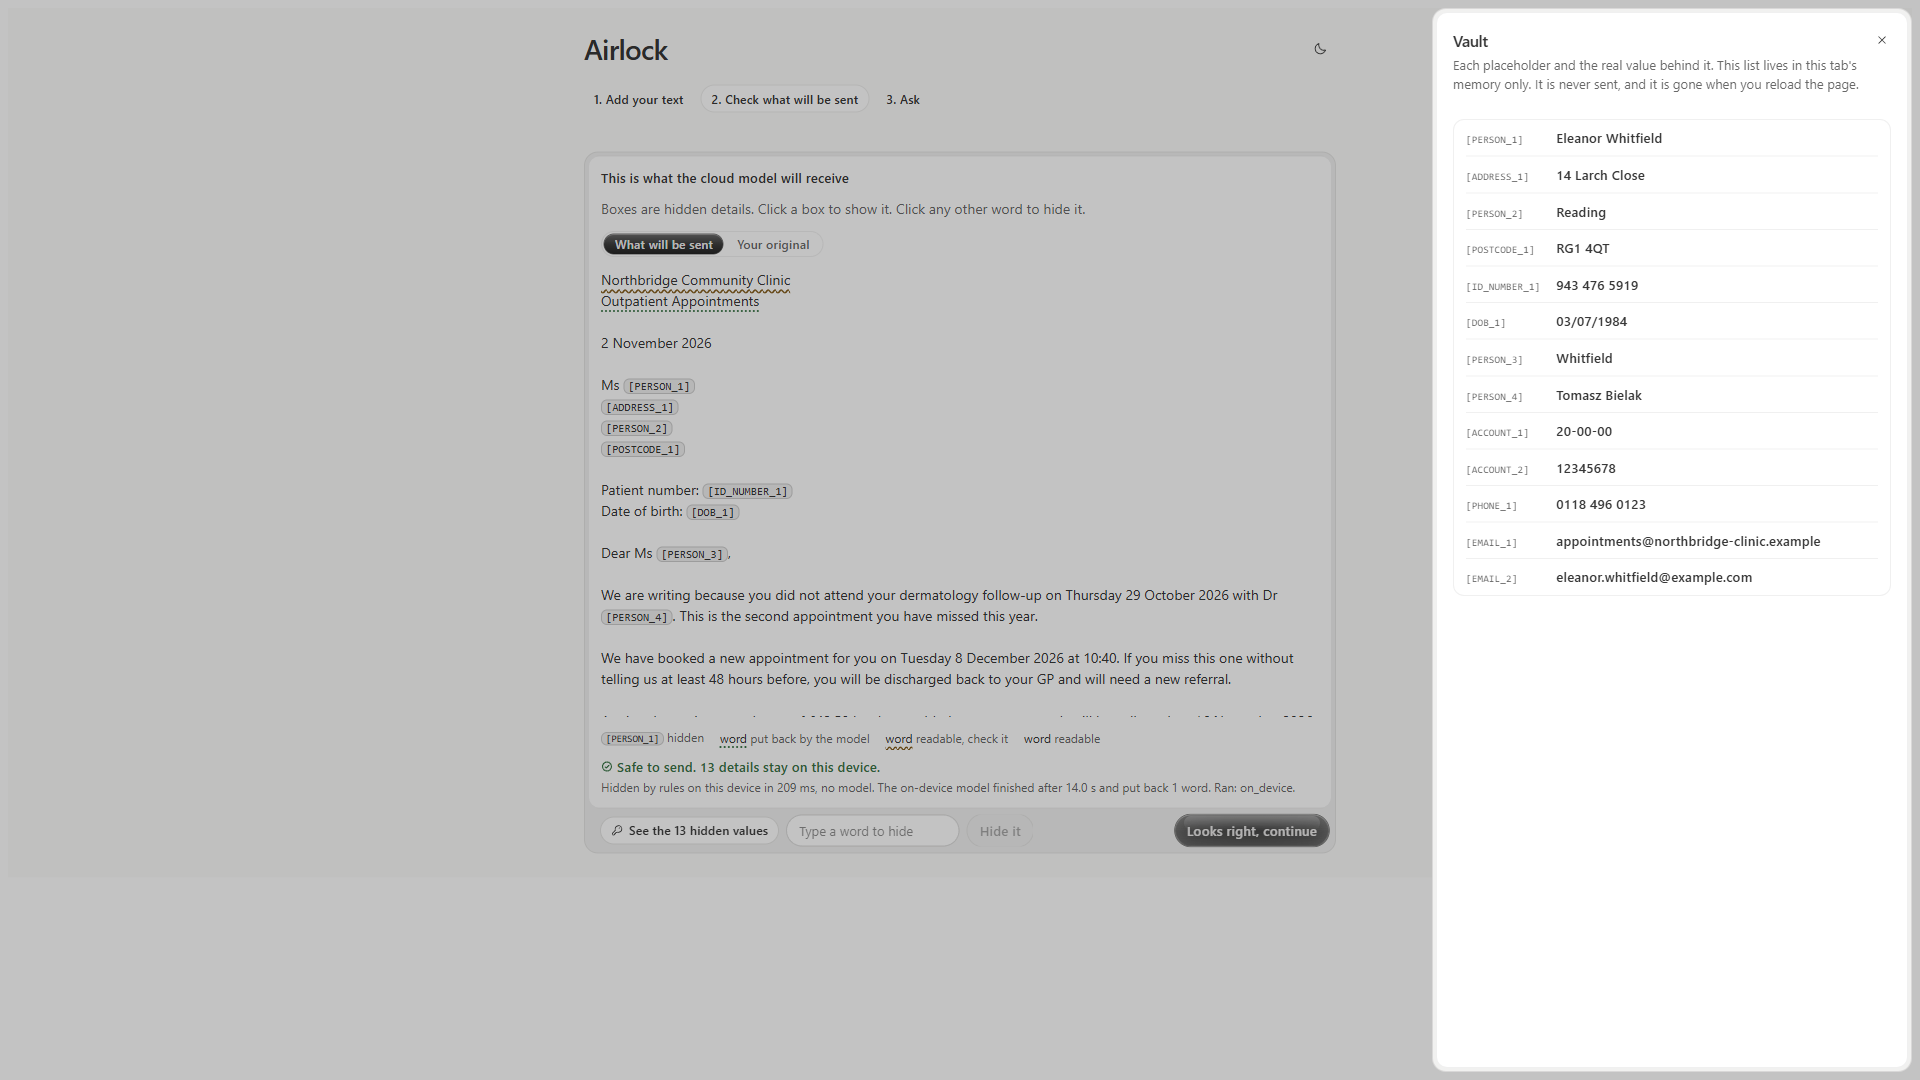 Airlock
1. Add your text
2. Check what will be sent
3. Ask
This is what the cloud model will receive
Boxes are hidden details. Click a box to show it. Click any other word to hide it.
What will be sent
Your original
Northbridge Community Clinic
Outpatient Appointments
2 November 2026
Ms [PERSON_1]
[ADDRESS_1]
[PERSON_2]
[POSTCODE_1]
Patient number: [ID_NUMBER_1]
Date of birth: [DOB_1]
Dear Ms [PERSON_3],
We are writing because you did not attend your dermatology follow-up on Thursday 29 October 2026 with Dr
[PERSON_4]. This is the second appointment you have missed this year.
We have booked a new appointment for you on Tuesday 8 December 2026 at 10:40. If you miss this one without
telling us at least 48 hours before, you will be discharged back to your GP and will need a new referral.
[PERSON_1] hidden word put back by the model word readable, check it word readable
Safe to send. 13 details stay on this device.
Hidden by rules on this device in 209 ms, no model. The on-device model finished after 14.0 s and put back 1 word. Ran: on_device.
See the 13 hidden values
Type a word to hide
Hide it
Looks right, continue
Vault
Each placeholder and the real value behind it. This list lives in this tab's
memory only. It is never sent, and it is gone when you reload the page.
[PERSON_1] Eleanor Whitfield
[ADDRESS_1] 14 Larch Close
[PERSON_2] Reading
[POSTCODE_1] RG1 4QT
[ID_NUMBER_1] 943 476 5919
[DOB_1] 03/07/1984
[PERSON_3] Whitfield
[PERSON_4] Tomasz Bielak
[ACCOUNT_1] 20-00-00
[ACCOUNT_2] 12345678
[PHONE_1] 0118 496 0123
[EMAIL_1] appointments@northbridge-clinic.example
[EMAIL_2] eleanor.whitfield@example.com